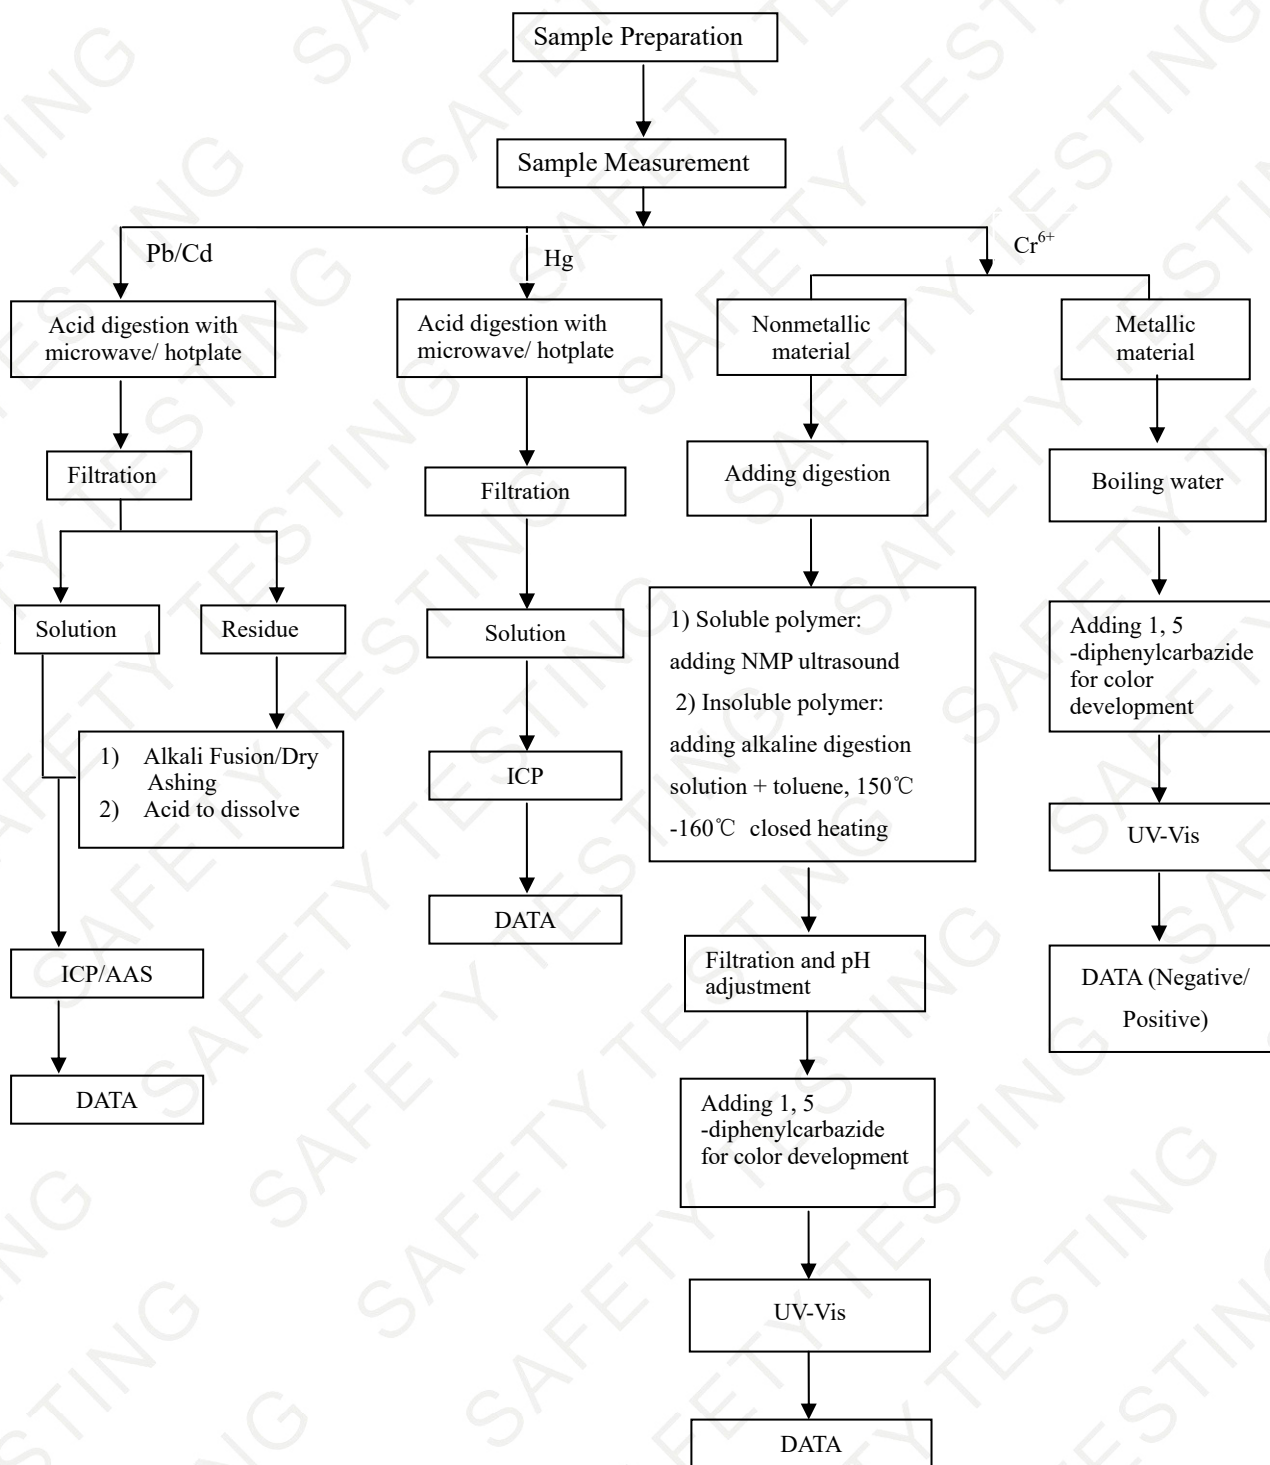 Sample Preparation
Sample Measurement
Pb/Cd
Hg
Cr6+
Acid digestion with
microwave/ hotplate
Filtration
Solution
Residue
1) Alkali Fusion/Dry
Ashing
2) Acid to dissolve
ICP/AAS
DATA
Acid digestion with
microwave/ hotplate
Filtration
Solution
ICP
DATA
Nonmetallic
material
Adding digestion
1) Soluble polymer:
adding NMP ultrasound
2) Insoluble polymer:
adding alkaline digestion
solution + toluene, 150℃
-160℃ closed heating
Filtration and pH
adjustment
Adding 1, 5
-diphenylcarbazide
for color development
UV-Vis
DATA
Metallic
material
Boiling water
Adding 1, 5
-diphenylcarbazide
for color
development
UV-Vis
DATA (Negative/
Positive)
SAFETY TESTING